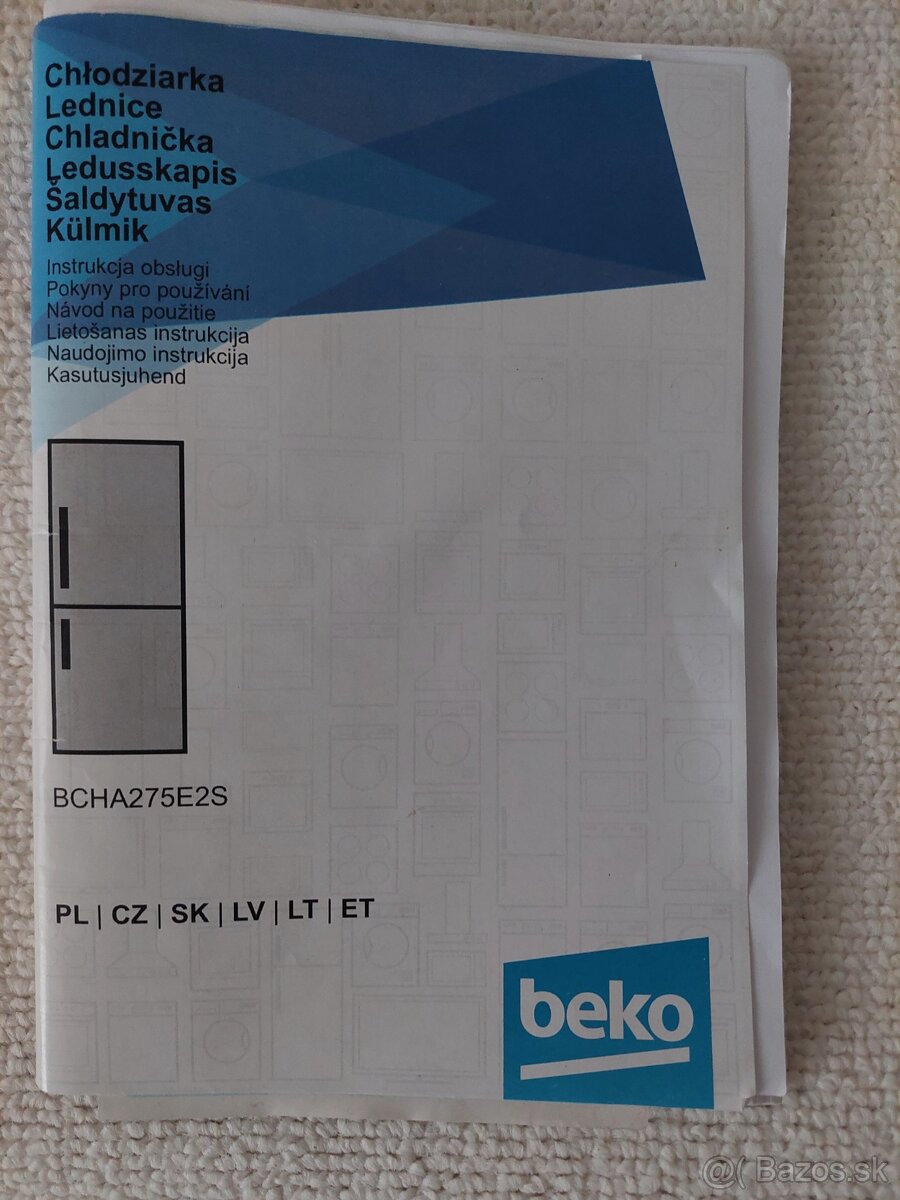 Chłodziarka
Lednice
Chladnička
Ļedusskapis
Šaldytuvas
Külmik
Instrukcja obsługi
Pokyny pro používání
Návod na použitie
Lietošanas instrukcija
Naudojimo instrukcija
Kasutusjuhend
BCHA275E2S
PL | CZ | SK | LV | LT | ET
beko
@( Bazos.sk